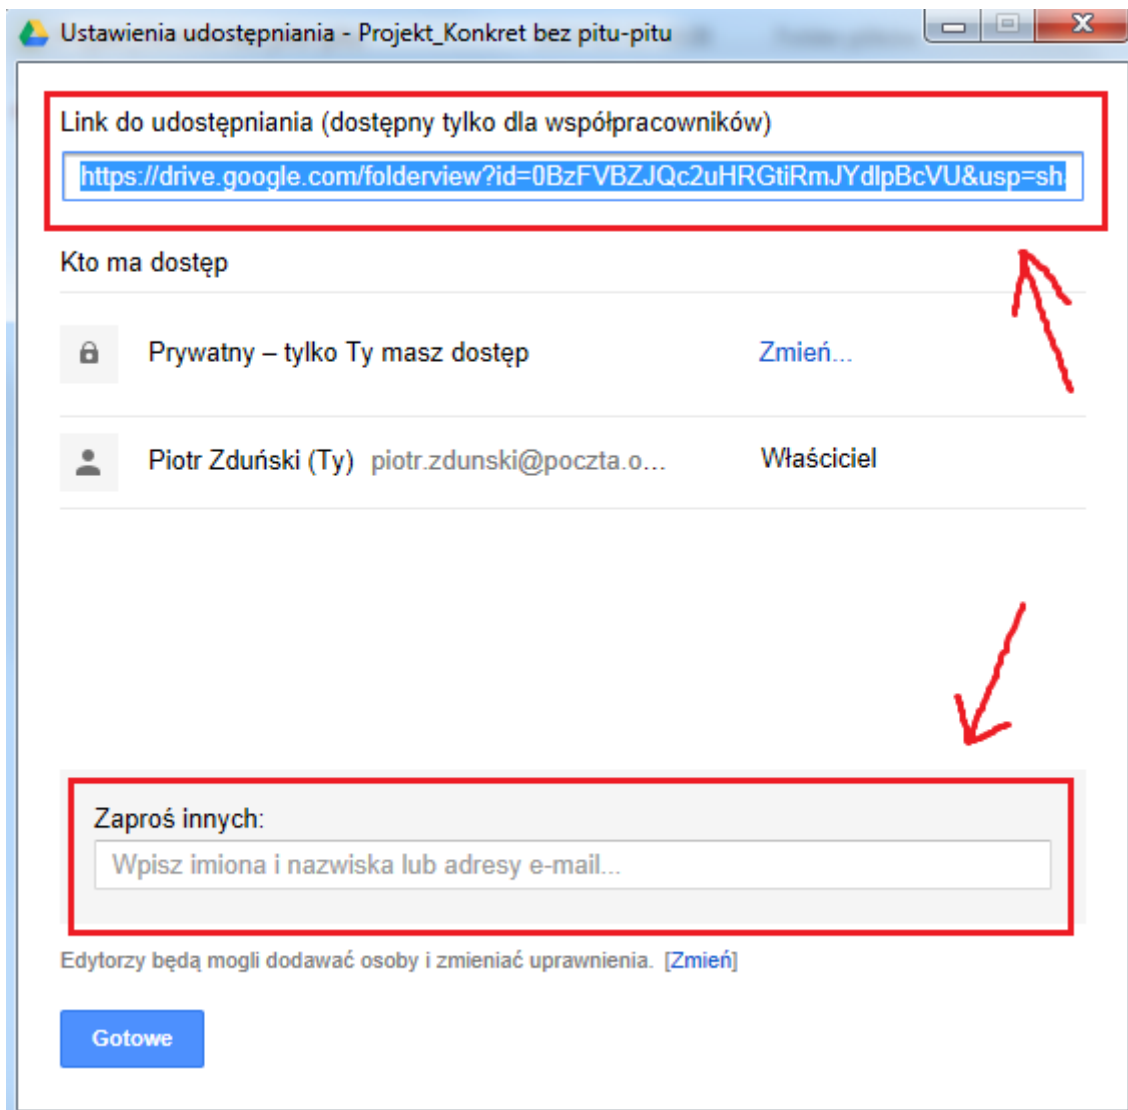 Ustawienia udostępniania - Projekt_Konkret bez pitu-pitu
Link do udostępniania (dostępny tylko dla współpracowników)
https://drive.google.com/folderview?id=0BzFVBZJQc2uHRGtiRmJYdlpBcVU&usp=sh
Kto ma dostęp
Prywatny – tylko Ty masz dostęp Zmień...
Piotr Zduński (Ty) piotr.zdunski@poczta.o... Właściciel
Zaproś innych:
Wpisz imiona i nazwiska lub adresy e-mail...
Edytorzy będą mogli dodawać osoby i zmieniać uprawnienia. [Zmień]
Gotowe